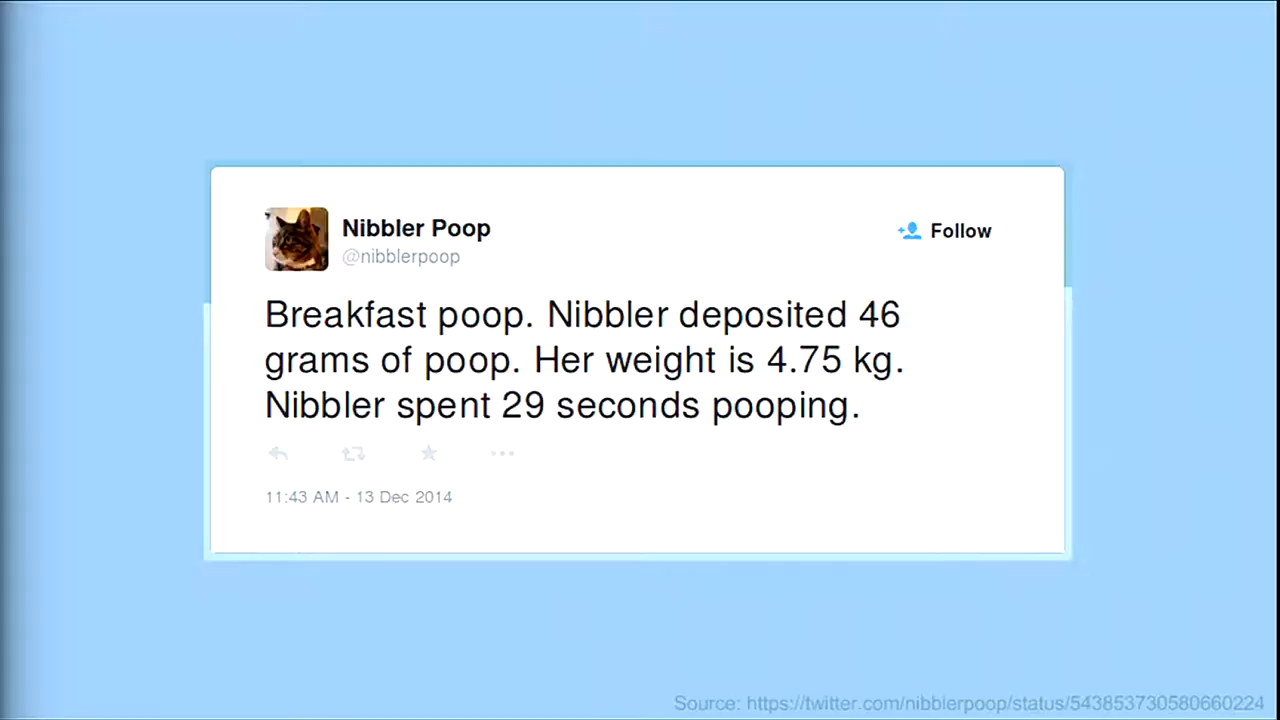 Nibbler Poop
@nibblerpoop
Follow
Breakfast poop. Nibbler deposited 46
grams of poop. Her weight is 4.75 kg.
Nibbler spent 29 seconds pooping.
11:43 AM - 13 Dec 2014
Source: https://twitter.com/nibblerpoop/status/543853730580660224